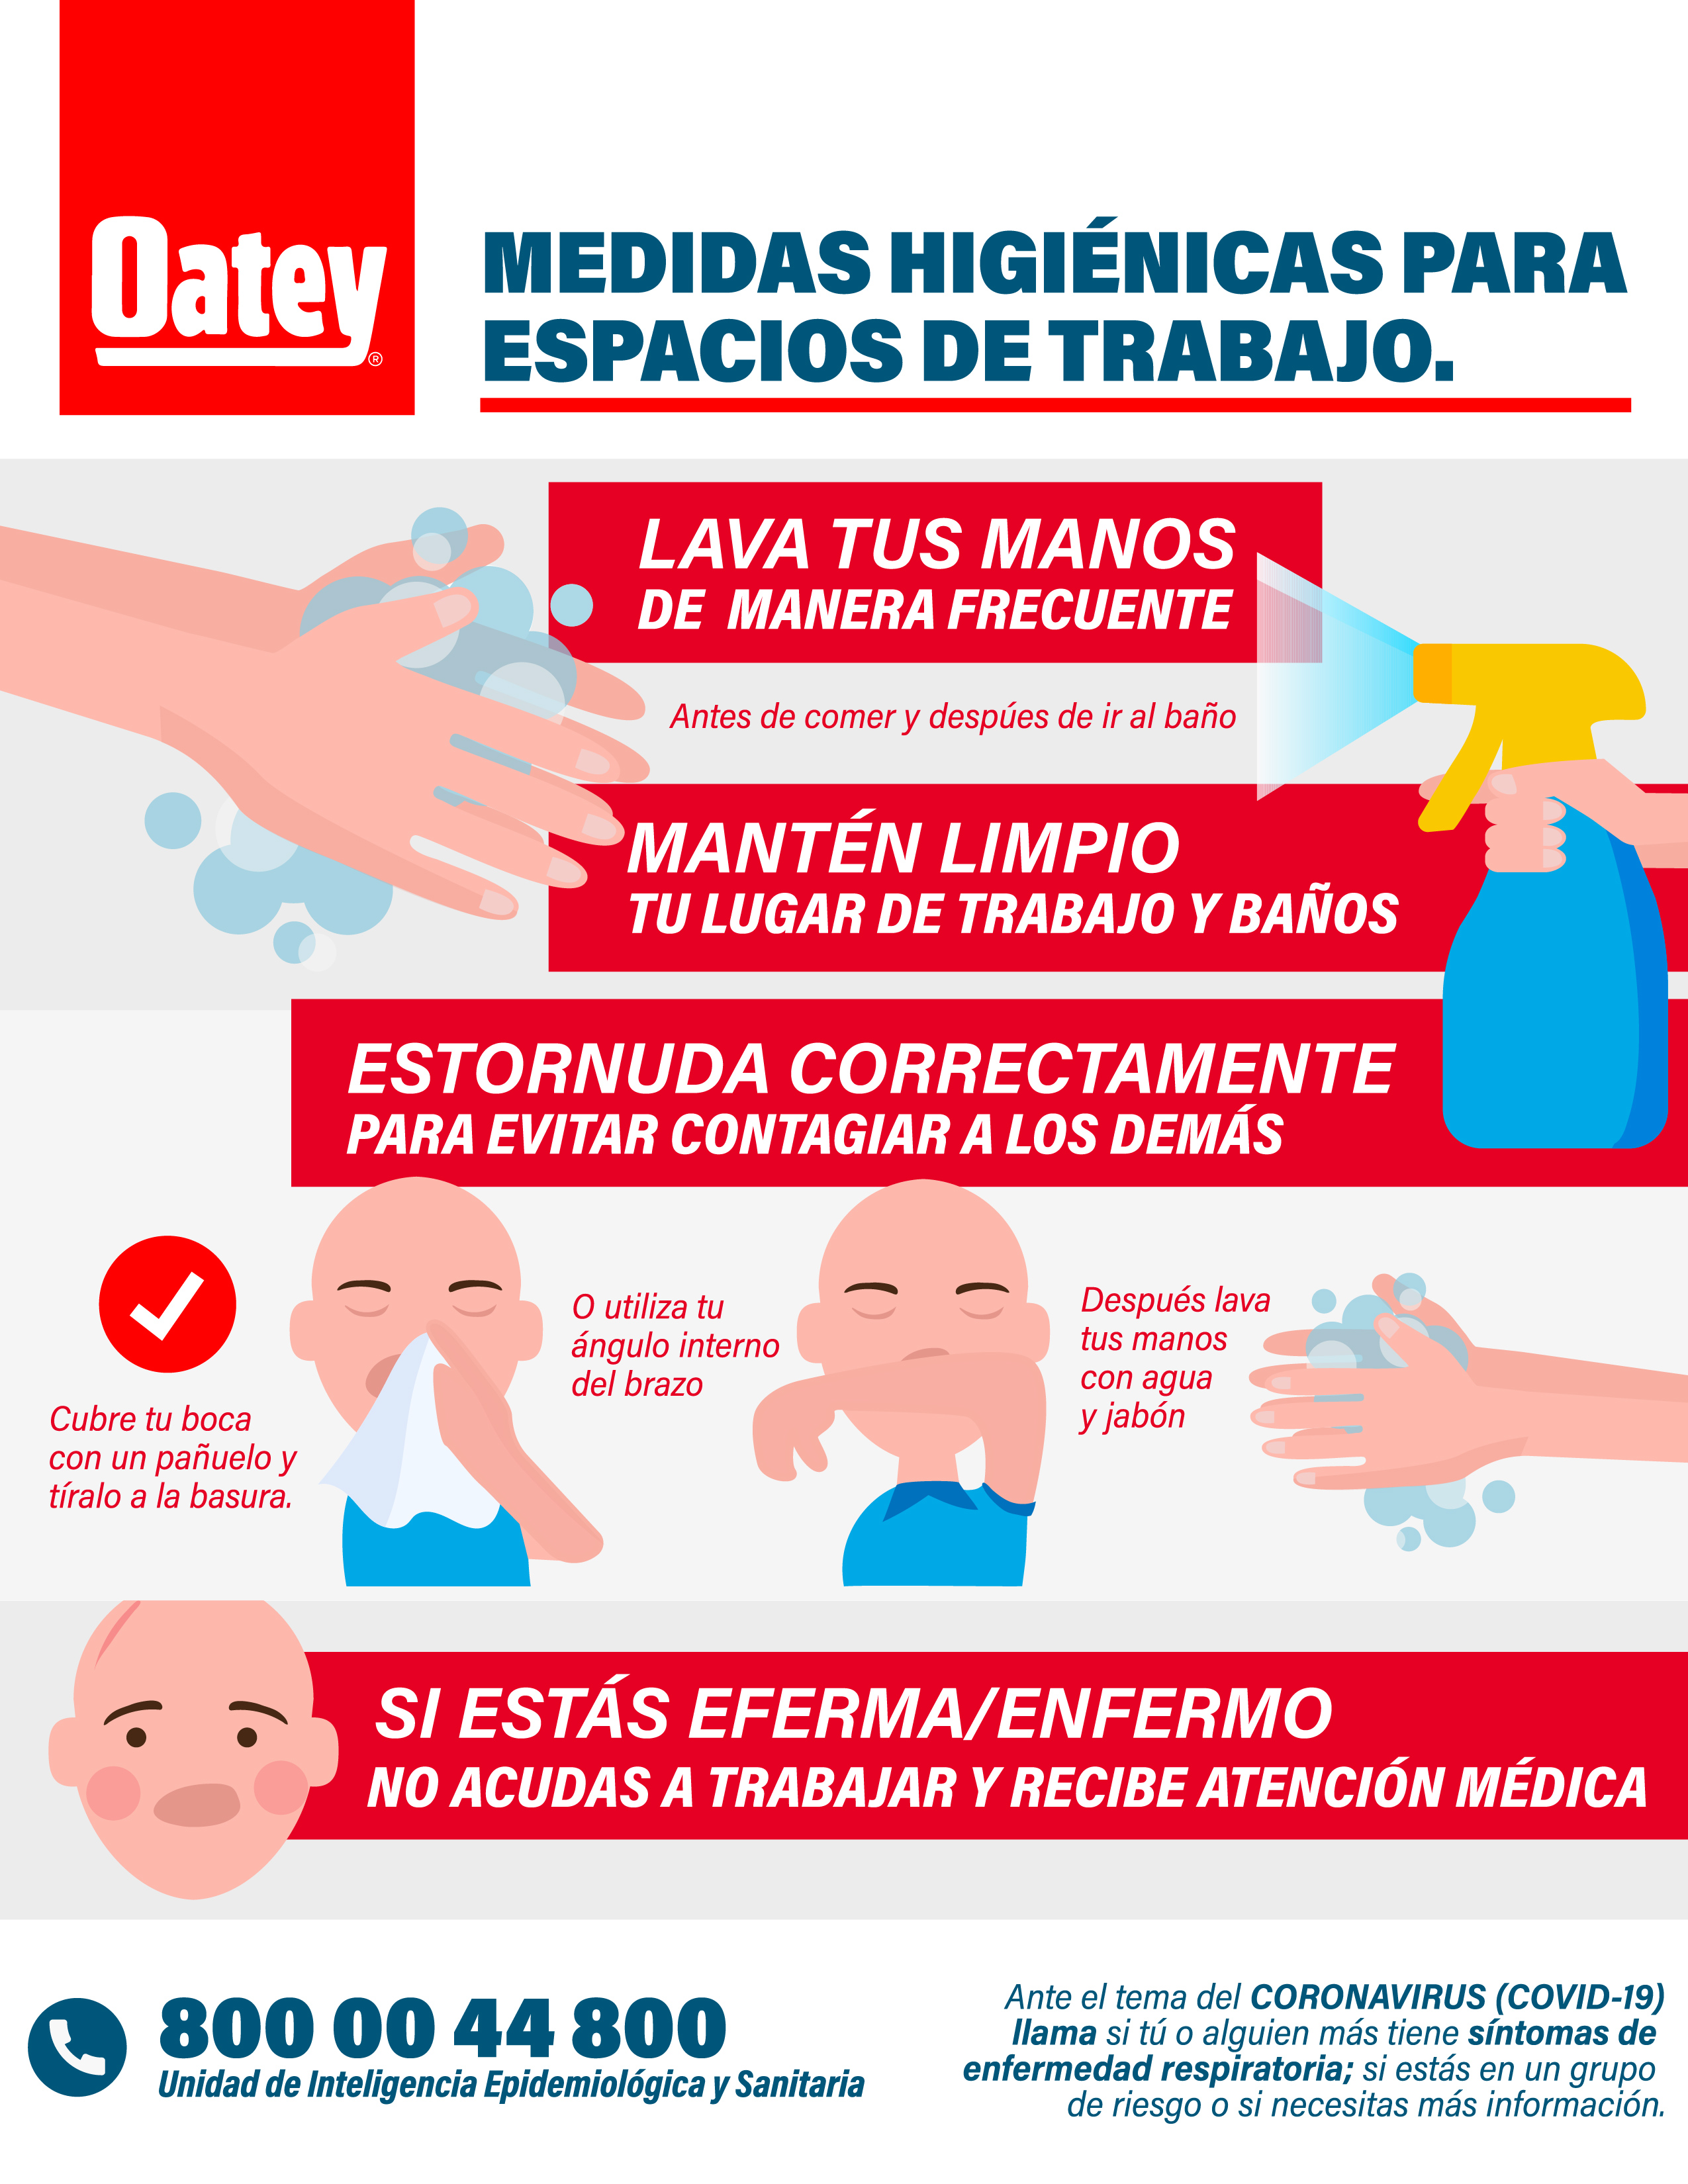 Oatey®
MEDIDAS HIGIÉNICAS PARA
ESPACIOS DE TRABAJO.
LAVA TUS MANOS
DE MANERA FRECUENTE
Antes de comer y despúes de ir al baño
MANTÉN LIMPIO
TU LUGAR DE TRABAJO Y BAÑOS
ESTORNUDA CORRECTAMENTE
PARA EVITAR CONTAGIAR A LOS DEMÁS
Cubre tu boca
con un pañuelo y
tíralo a la basura.
O utiliza tu
ángulo interno
del brazo
Después lava
tus manos
con agua
y jabón
SI ESTÁS EFERMA/ENFERMO
NO ACUDAS A TRABAJAR Y RECIBE ATENCIÓN MÉDICA
800 00 44 800
Unidad de Inteligencia Epidemiológica y Sanitaria
Ante el tema del CORONAVIRUS (COVID-19)
llama si tú o alguien más tiene síntomas de
enfermedad respiratoria; si estás en un grupo
de riesgo o si necesitas más información.